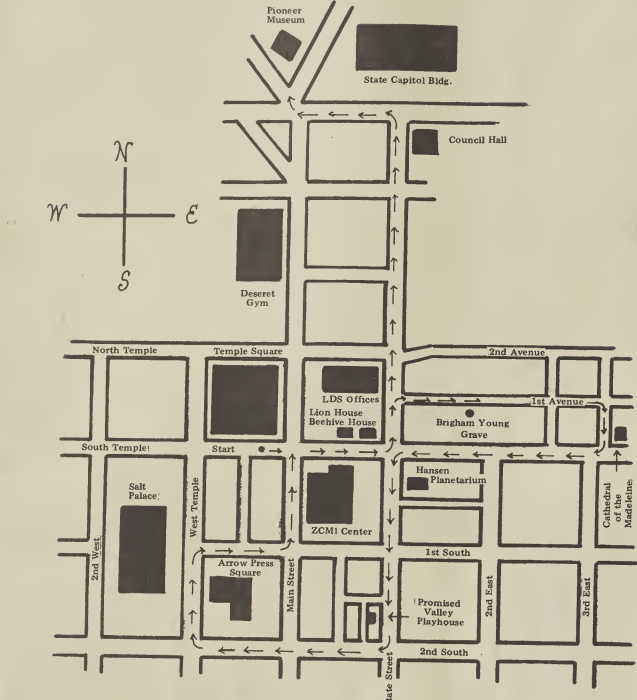 Pioneer
Museum
State Capitol Bldg.
Council Hall
N
W
E
S
Deseret
Gym
North Temple
Temple Square
2nd Avenue
LDS Offices
Lion House
Beehive House
1st Avenue
Brigham Young
Grave
South Temple
Start
Hansen
Planetarium
Cathedral
of the
Madeleine
Salt
Palace
West Temple
ZCMI Center
1st South
2nd West
Arrow Press
Square
Main Street
2nd East
3rd East
Promised
Valley
Playhouse
2nd South
tate Street